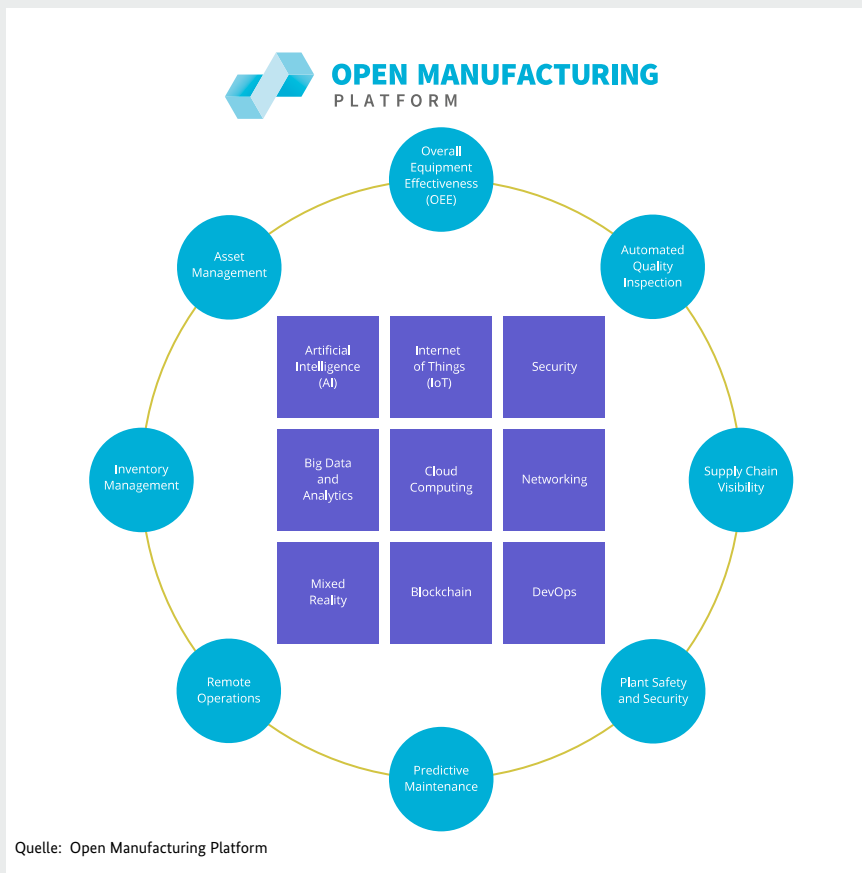 OPEN MANUFACTURING
PLATFORM
Overall
Equipment
Effectiveness
(OEE)
Automated
Quality
Inspection
Supply Chain
Visibility
Plant Safety
and Security
Predictive
Maintenance
Remote
Operations
Inventory
Management
Asset
Management
Artificial
Intelligence
(AI)
Internet
of Things
(IoT)
Security
Big Data
and
Analytics
Cloud
Computing
Networking
Mixed
Reality
Blockchain
DevOps
Quelle: Open Manufacturing Platform